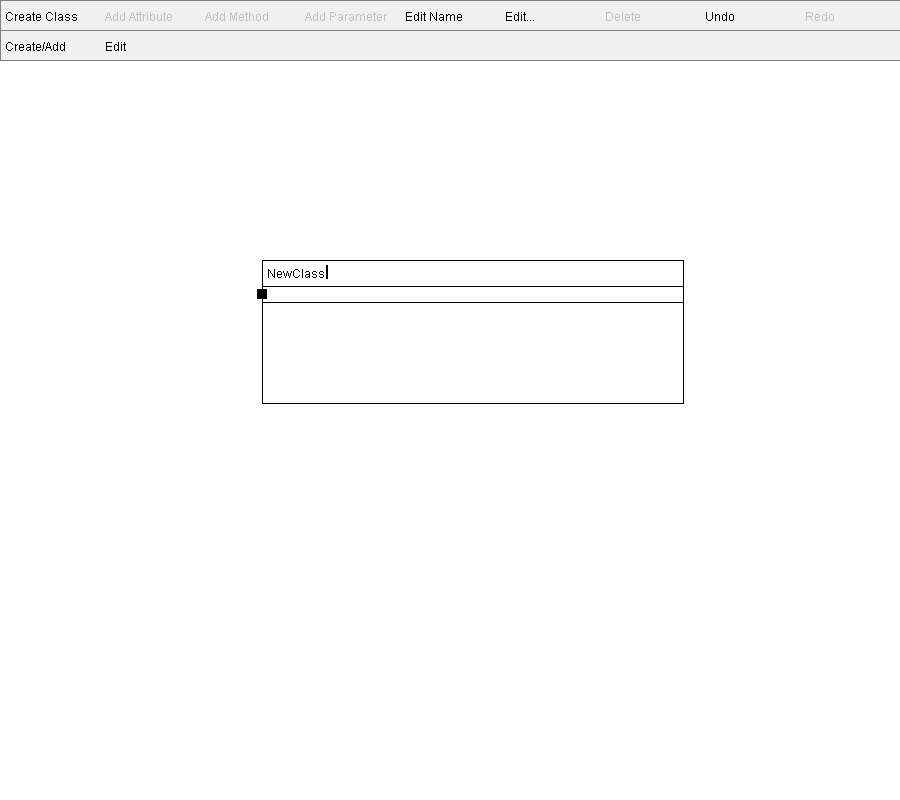 Create Class Add Attribute Add Method Add Parameter Edit Name Edit... Delete Undo Redo
Create/Add Edit
NewClass